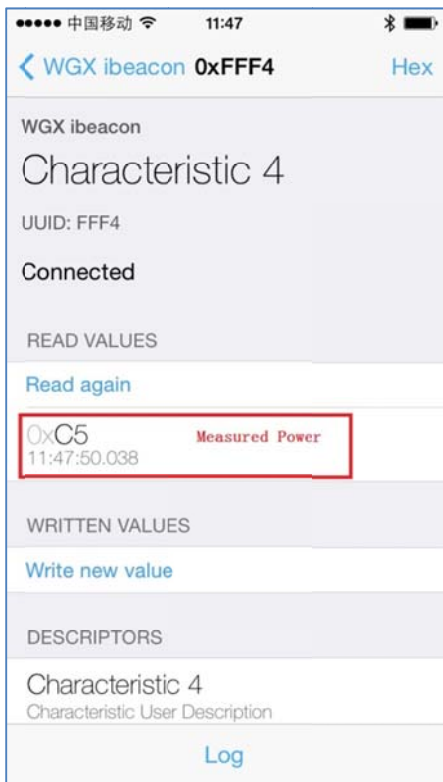 中国移动 11:47
WGX ibeacon 0xFFF4 Hex
WGX ibeacon
Characteristic 4
UUID: FFF4
Connected
READ VALUES
Read again
0xC5 Measured Power
11:47:50.038
WRITTEN VALUES
Write new value
DESCRIPTORS
Characteristic 4
Characteristic User Description
Log